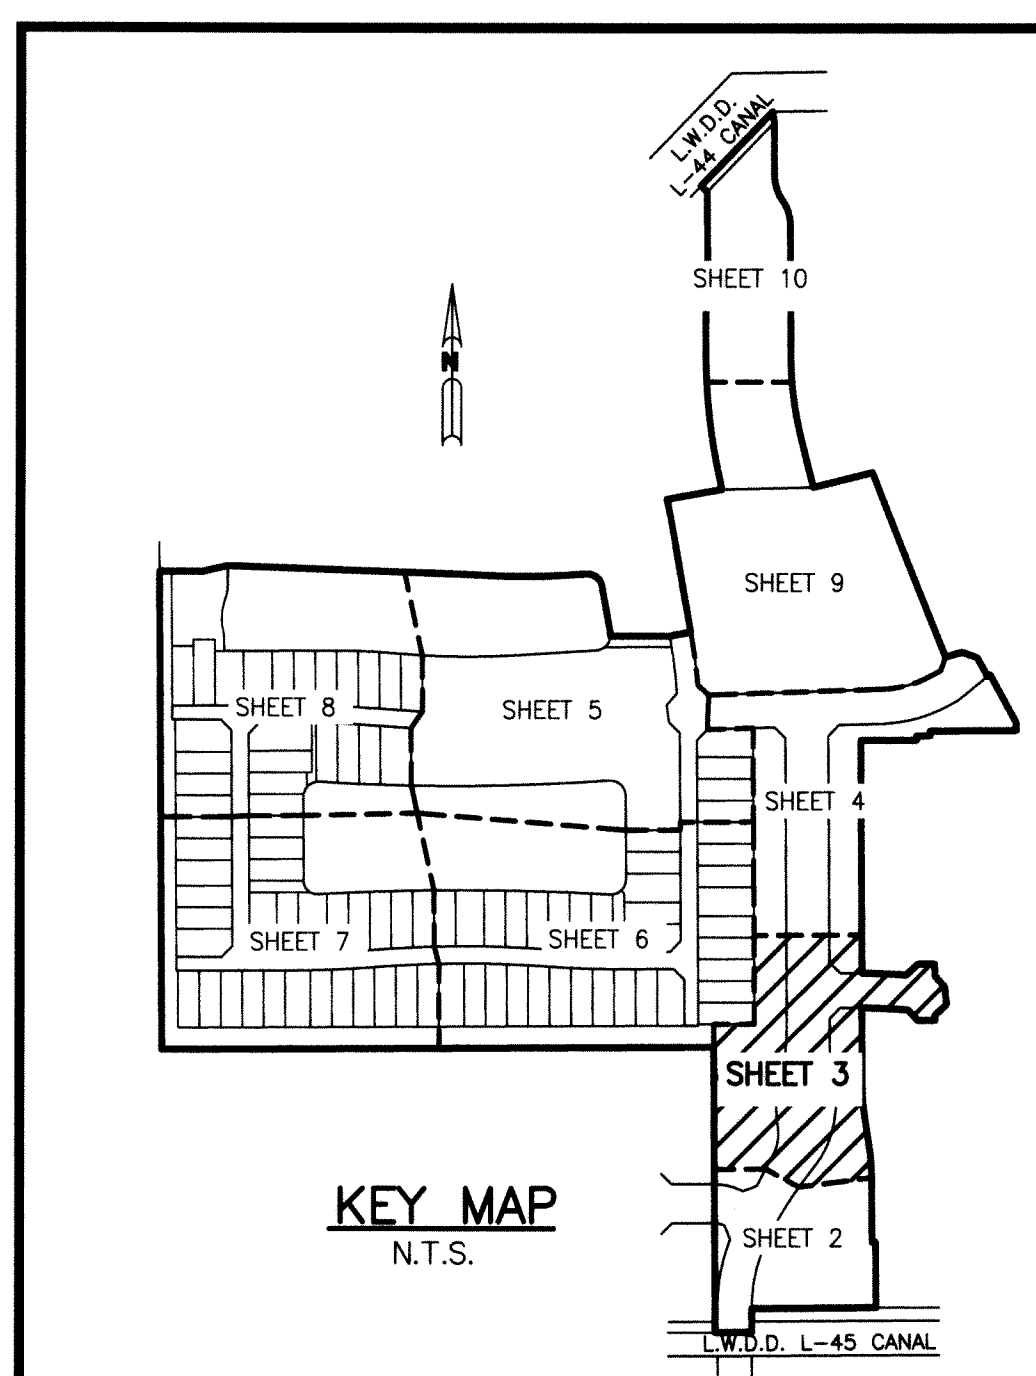 L.W.D.D.
L-44 CANAL
SHEET 10
N
SHEET 9
SHEET 8
SHEET 5
SHEET 4
SHEET 7
SHEET 6
SHEET 3
KEY MAP
N.T.S.
SHEET 2
L.W.D.D. L-45 CANAL